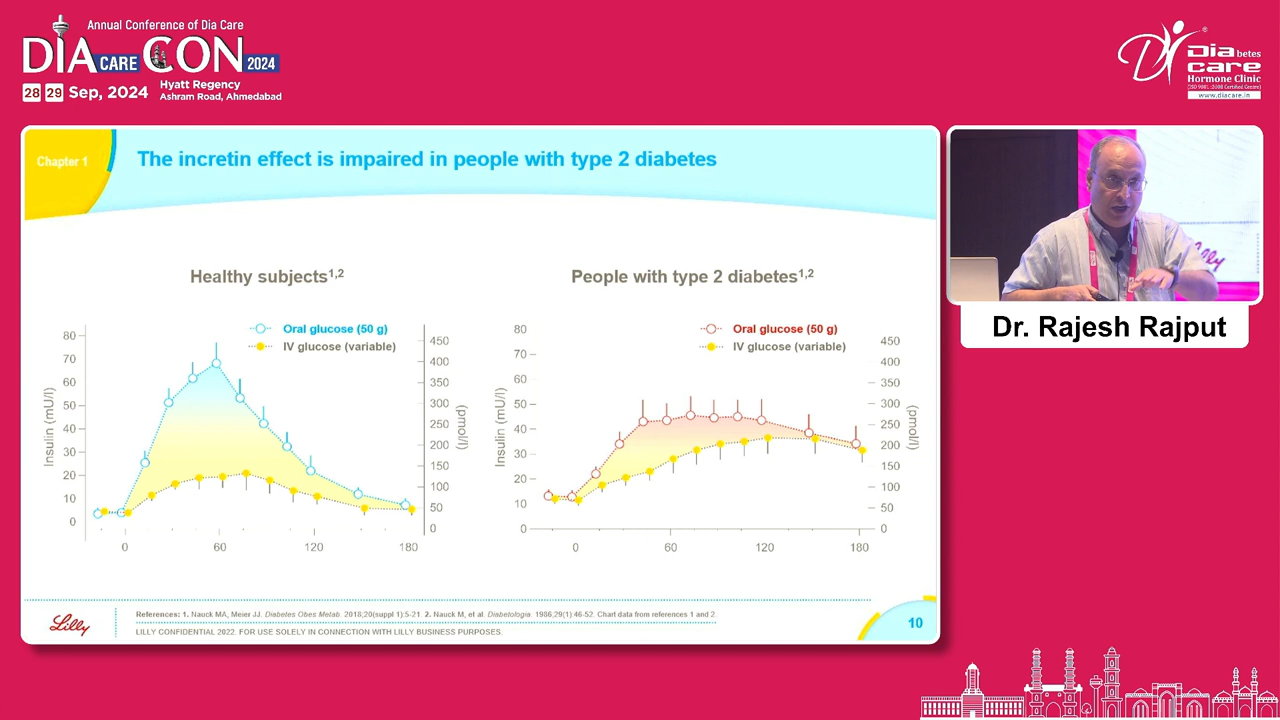 Annual Conference of Dia Care
DIA CARE CON 2024
28 29 Sep, 2024
Hyatt Regency
Ashram Road, Ahmedabad
Diabetes
care
Hormone Clinic
(ISO 9001 :2008 Certified Centre)
www.diacare.in
Chapter 1
The incretin effect is impaired in people with type 2 diabetes
Healthy subjects1,2
Oral glucose (50 g)
IV glucose (variable)
Insulin (mU/l)
80
70
60
50
40
30
20
10
0
450
400
350
300
250
200
150
100
50
0
(pmol/l)
0 60 120 180
People with type 2 diabetes1,2
Oral glucose (50 g)
IV glucose (variable)
Insulin (mU/l)
80
70
60
50
40
30
20
10
0
450
400
350
300
250
200
150
100
50
0
(pmol/l)
0 60 120 180
Lilly
References: 1. Nauck MA, Meier JJ. Diabetes Obes Metab. 2018;20(suppl 1):5-21. 2. Nauck M, et al. Diabetologia. 1986;29(1):46-52. Chart data from references 1 and 2.
LILLY CONFIDENTIAL 2022. FOR USE SOLELY IN CONNECTION WITH LILLY BUSINESS PURPOSES.
10
Lilly
Dr. Rajesh Rajput